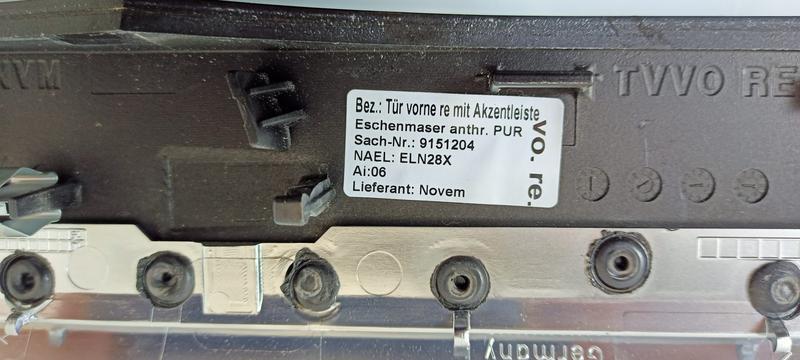 TVVO RE
Bez.: Tür vorne re mit Akzentleiste
Eschenmaser anthr. PUR
Sach-Nr.: 9151204
NAEL: ELN28X
Ai:06
Lieferant: Novem
vo. re.
Germany